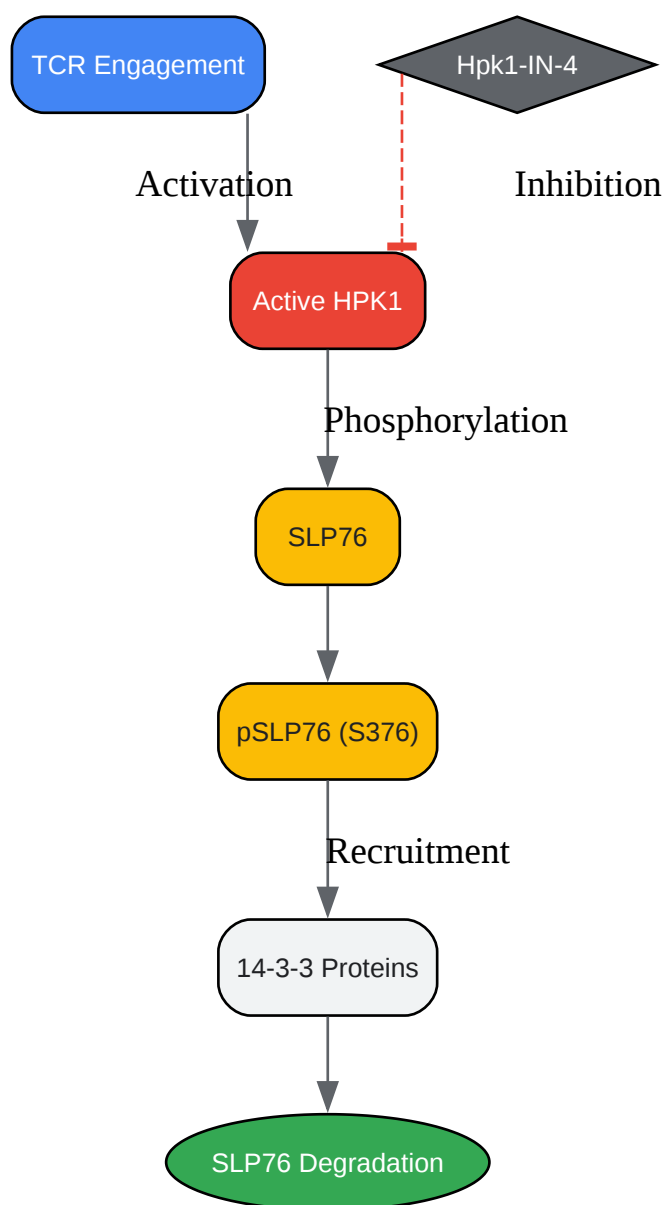 TCR Engagement
Hpk1-IN-4
Activation
Inhibition
Active HPK1
Phosphorylation
SLP76
pSLP76 (S376)
Recruitment
14-3-3 Proteins
SLP76 Degradation